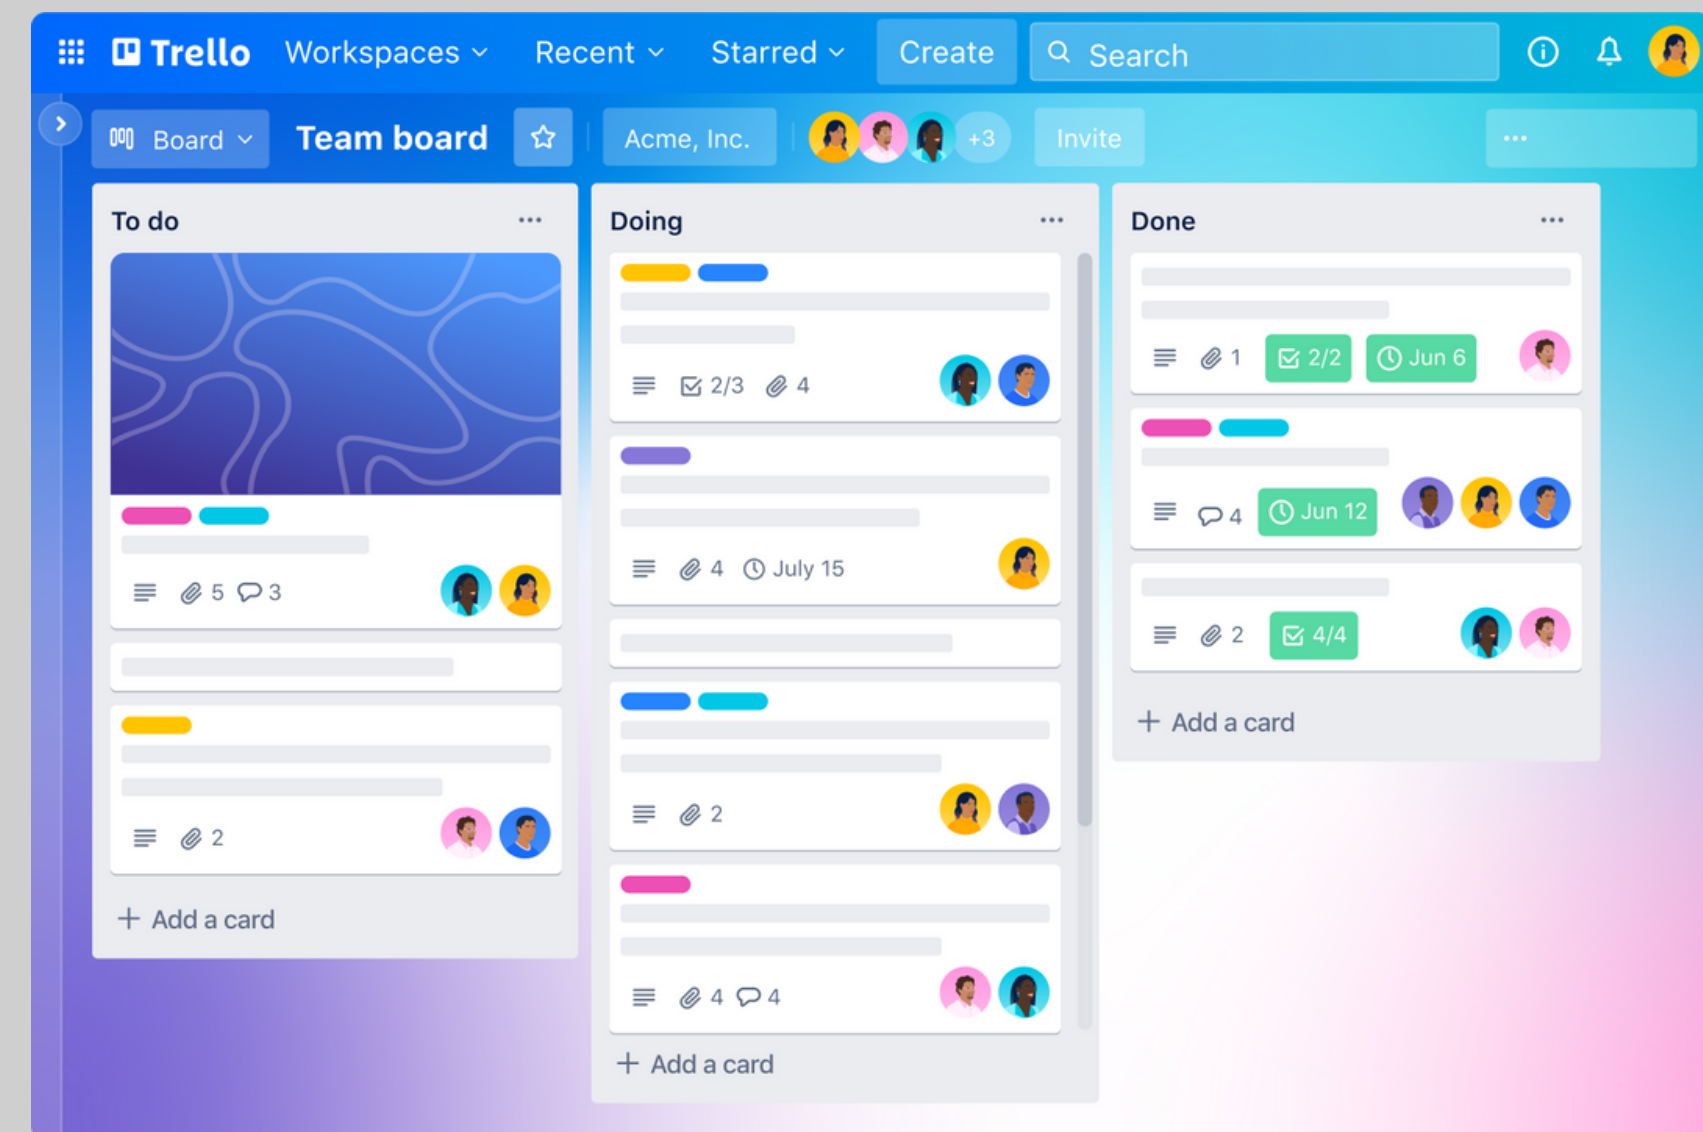 Trello Workspaces Recent Starred Create Search
Board Team board Acme, Inc. +3 Invite ...
To do ...
5 3
2
+ Add a card
Doing ...
2/3 4
4 July 15
2
4 4
+ Add a card
Done ...
1 2/2 Jun 6
4 Jun 12
2 4/4
+ Add a card